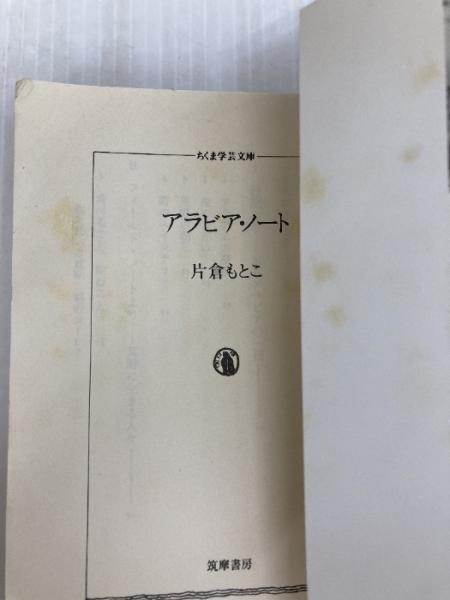 ちくま学芸文庫
アラビア・ノート
片倉もとこ
筑摩書房